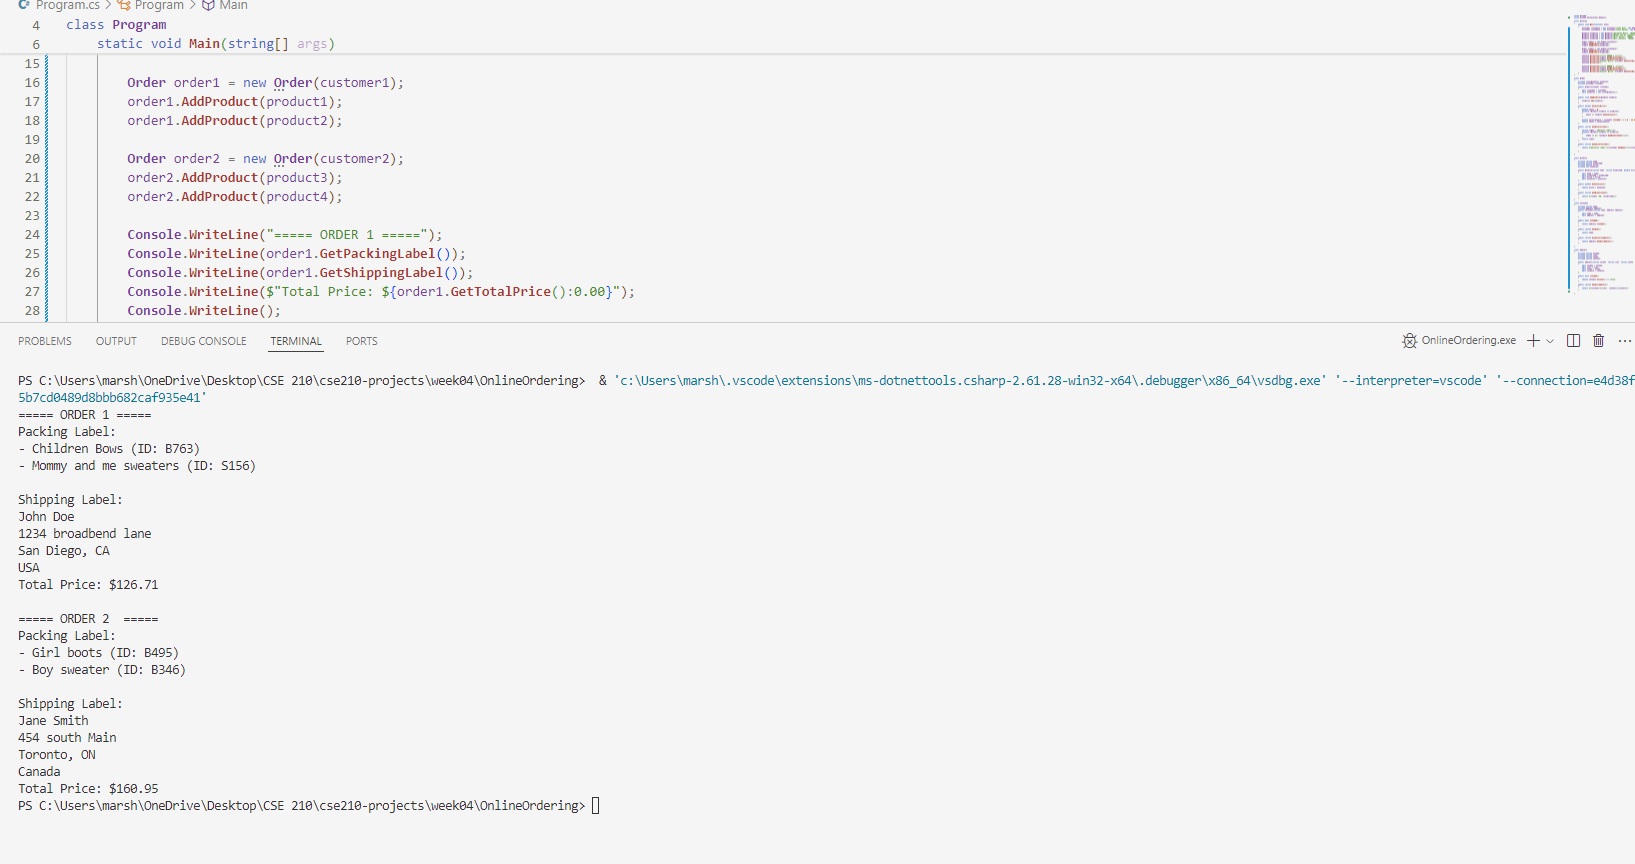 Program.cs > Program > Main
4 class Program
6 static void Main(string[] args)
15
16 Order order1 = new Order(customer1);
17 order1.AddProduct(product1);
18 order1.AddProduct(product2);
19
20 Order order2 = new Order(customer2);
21 order2.AddProduct(product3);
22 order2.AddProduct(product4);
23
24 Console.WriteLine("===== ORDER 1 =====");
25 Console.WriteLine(order1.GetPackingLabel());
26 Console.WriteLine(order1.GetShippingLabel());
27 Console.WriteLine($"Total Price: ${order1.GetTotalPrice():0.00}");
28 Console.WriteLine();
PROBLEMS OUTPUT DEBUG CONSOLE TERMINAL PORTS OnlineOrdering.exe
PS C:\Users\marsh\OneDrive\Desktop\CSE 210\cse210-projects\week04\OnlineOrdering> & 'c:\Users\marsh\.vscode\extensions\ms-dotnettools.csharp-2.61.28-win32-x64\.debugger\x86_64\vsdbg.exe' '--interpreter=vscode' '--connection=e4d38f
5b7cd0489d8bbb682caf935e41'
===== ORDER 1 =====
Packing Label:
- Children Bows (ID: B763)
- Mommy and me sweaters (ID: S156)
Shipping Label:
John Doe
1234 broadbend lane
San Diego, CA
USA
Total Price: $126.71
===== ORDER 2  =====
Packing Label:
- Girl boots (ID: B495)
- Boy sweater (ID: B346)
Shipping Label:
Jane Smith
454 south Main
Toronto, ON
Canada
Total Price: $160.95
PS C:\Users\marsh\OneDrive\Desktop\CSE 210\cse210-projects\week04\OnlineOrdering>